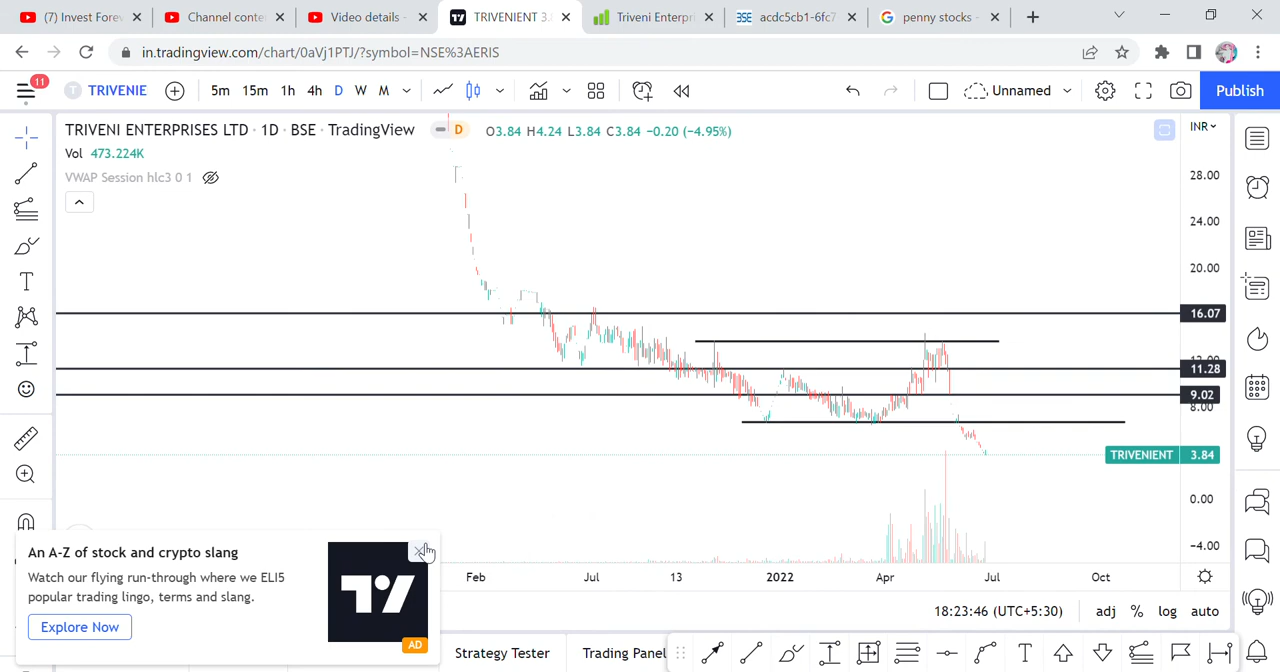 (7) Invest Forev
Channel conte
Video details -
TRIVENIENT 3.
Triveni Enterpri
BSE acdc5cb1-6fc7
penny stocks -
in.tradingview.com/chart/0aVj1PTJ/?symbol=NSE%3AERIS
11
T TRIVENIE 5m 15m 1h 4h D W M Unnamed Publish
TRIVENI ENTERPRISES LTD · 1D · BSE · TradingView D O3.84 H4.24 L3.84 C3.84 −0.20 (−4.95%) INR
Vol 473.224K
VWAP Session hlc3 0 1
28.00
24.00
20.00
16.07
12.00
11.28
9.02
8.00
TRIVENIENT 3.84
0.00
−4.00
An A-Z of stock and crypto slang
Watch our flying run-through where we ELI5
popular trading lingo, terms and slang.
Explore Now
AD
Feb Jul 13 2022 Apr Jul Oct
18:23:46 (UTC+5:30) adj % log auto
Strategy Tester Trading Panel